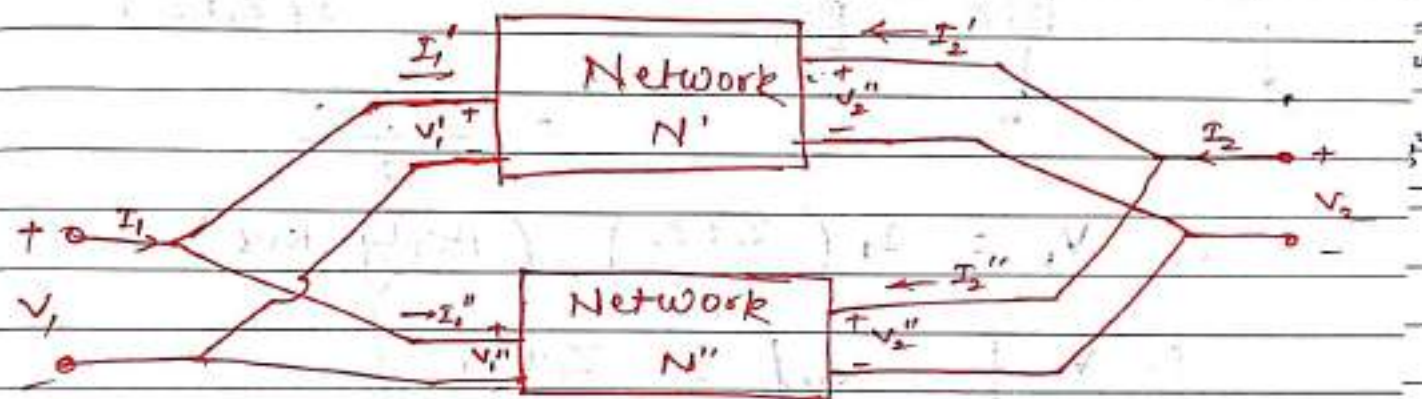 I₁' ← I₂'
Network
N'
V₁' + -
+ V₂'' -
I₂ +
V₂
-
+ I₁
V₁
-
→ I₁'' +
V₁''
Network
N''
← I₂''
+ V₂'' -